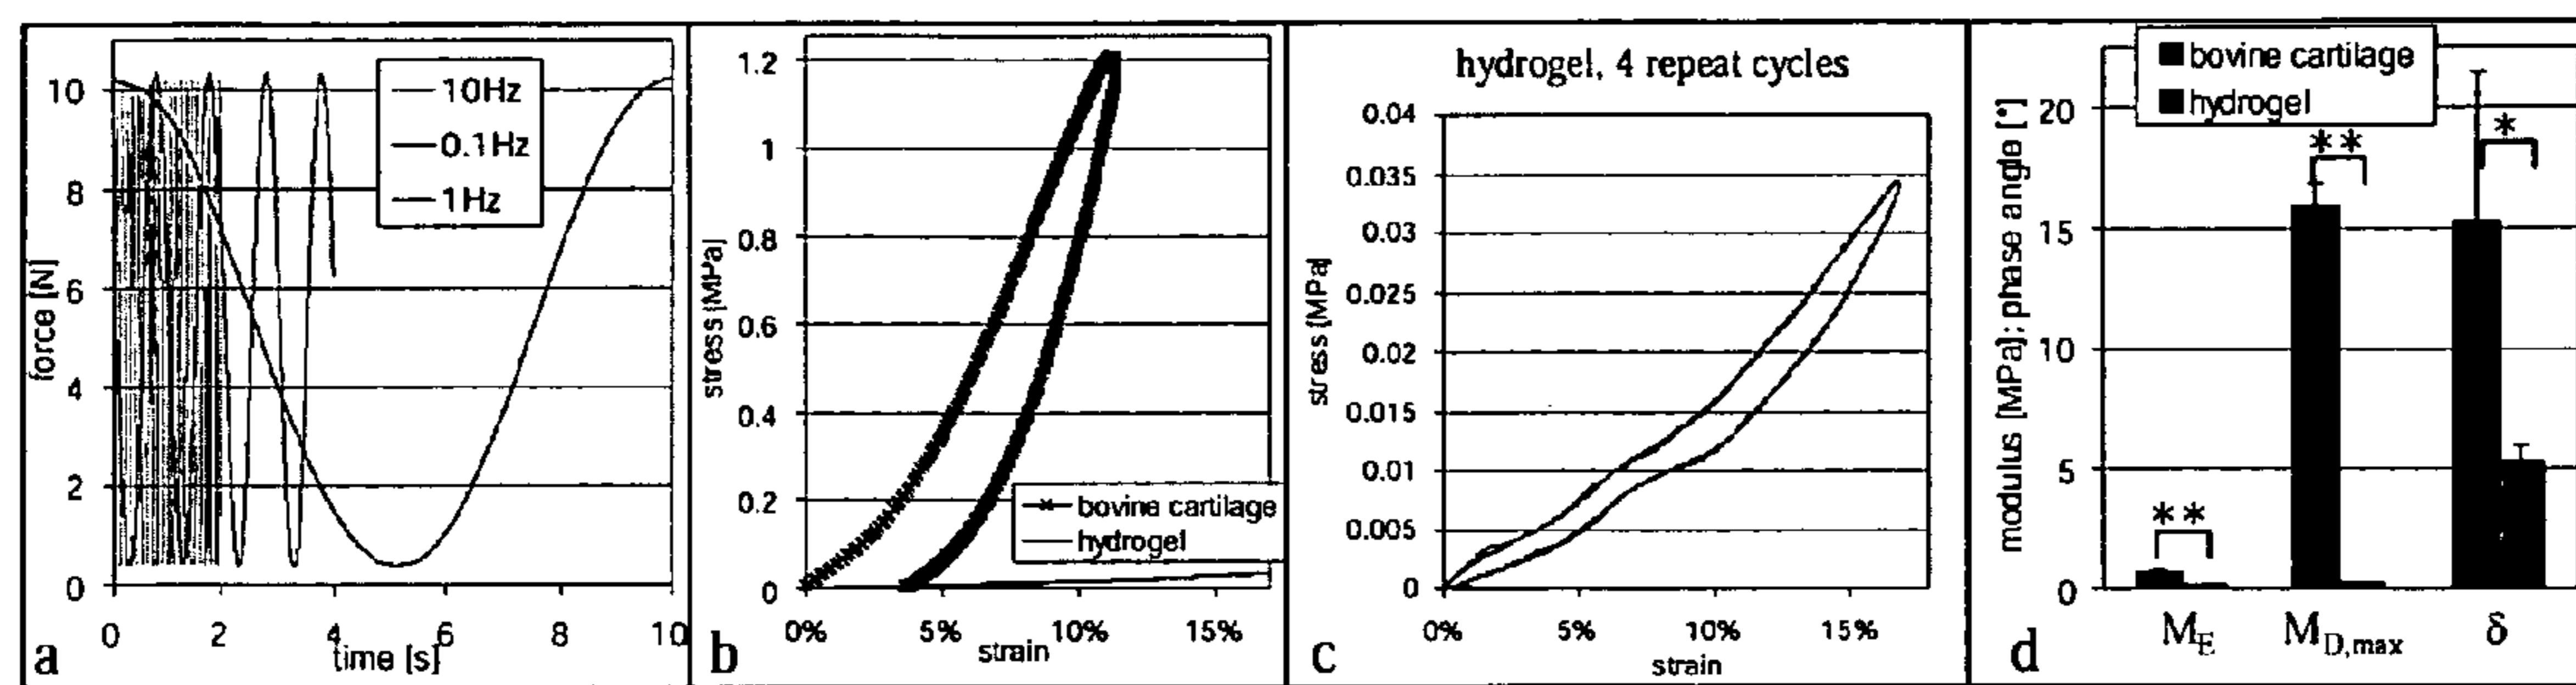 force [N]
10
8
6
4
2
0
10Hz
0.1Hz
1Hz
0 2 4 6 8 10
time [s]
a
stress [MPa]
1.2
1
0.8
0.6
0.4
0.2
0
bovine cartilage
hydrogel
0% 5% 10% 15%
strain
b
hydrogel, 4 repeat cycles
stress [MPa]
0.04
0.035
0.03
0.025
0.02
0.015
0.01
0.005
0
0% 5% 10% 15%
strain
c
modulus [MPa]; phase angle [°]
bovine cartilage
hydrogel
20
15
10
5
0
**
**
*
M_E M_D,max δ
d